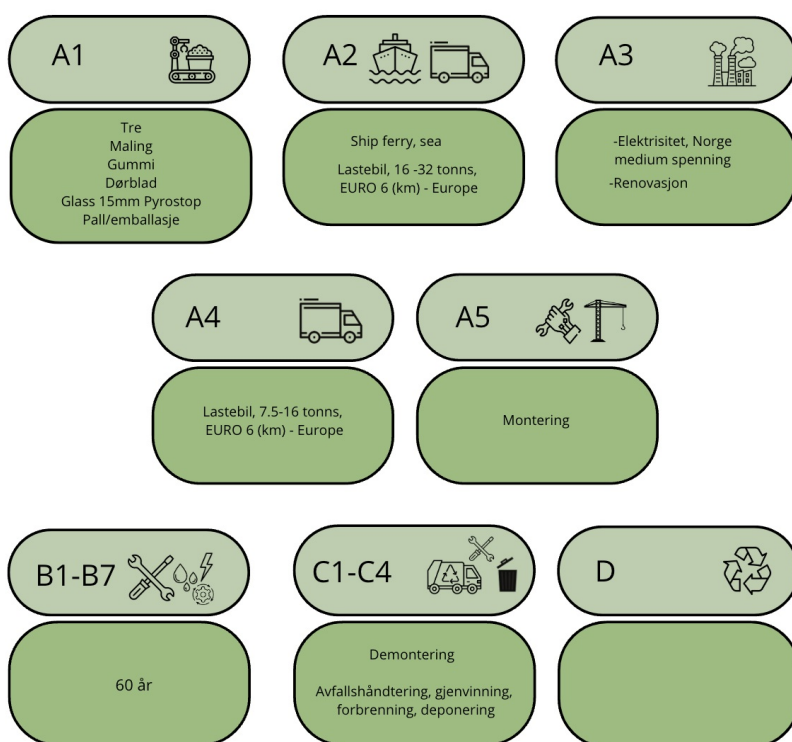 A1
Tre
Maling
Gummi
Dørblad
Glass 15mm Pyrostop
Pall/emballasje
A2
Ship ferry, sea
Lastebil, 16 -32 tonns,
EURO 6 (km) - Europe
A3
-Elektrisitet, Norge
medium spenning
-Renovasjon
A4
Lastebil, 7.5-16 tonns,
EURO 6 (km) - Europe
A5
Montering
B1-B7
60 år
C1-C4
Demontering
Avfallshåndtering, gjenvinning,
forbrenning, deponering
D